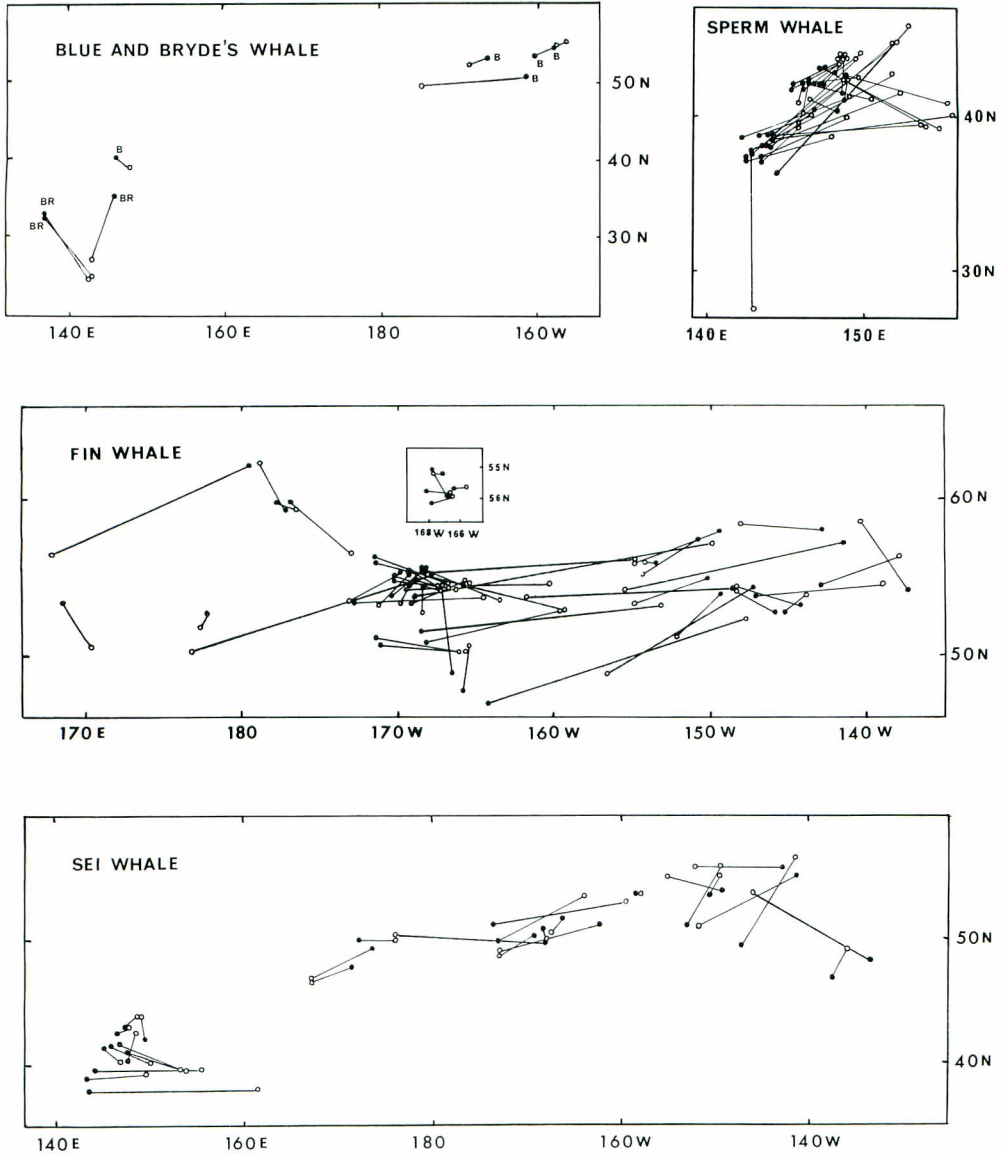 BLUE AND BRYDE'S WHALE
B
B
B
B
B
BR
BR
BR
50 N
40 N
30 N
140 E 160 E 180 160 W
SPERM WHALE
40 N
30 N
140 E 150 E
FIN WHALE
55 N
56 N
168 W 166 W
60 N
50 N
170 E 180 170 W 160 W 150 W 140 W
SEI WHALE
50 N
40 N
140 E 160 E 180 160 W 140 W